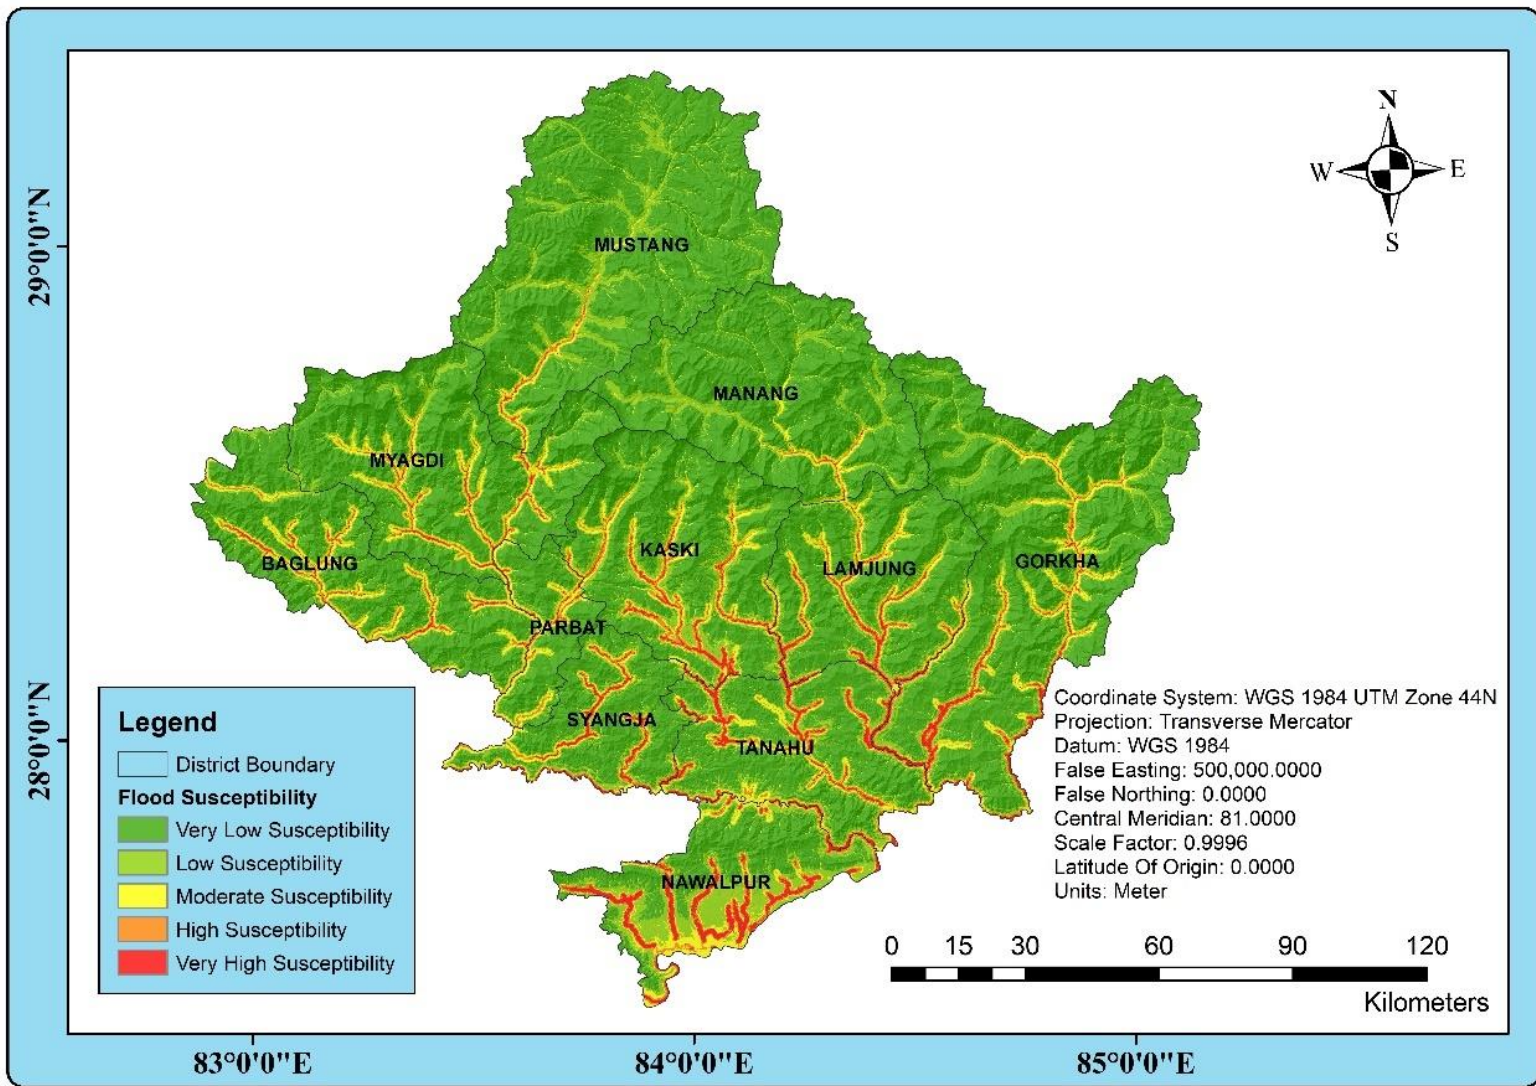 N
W E
S
29°0'0"N
28°0'0"N
MUSTANG
MANANG
MYAGDI
KASKI
BAGLUNG
LAMJUNG
GORKHA
PARBAT
SYANGJA
TANAHU
NAWALPUR
Legend
District Boundary
Flood Susceptibility
Very Low Susceptibility
Low Susceptibility
Moderate Susceptibility
High Susceptibility
Very High Susceptibility
Coordinate System: WGS 1984 UTM Zone 44N
Projection: Transverse Mercator
Datum: WGS 1984
False Easting: 500,000.0000
False Northing: 0.0000
Central Meridian: 81.0000
Scale Factor: 0.9996
Latitude Of Origin: 0.0000
Units: Meter
0 15 30 60 90 120
Kilometers
83°0'0"E 84°0'0"E 85°0'0"E